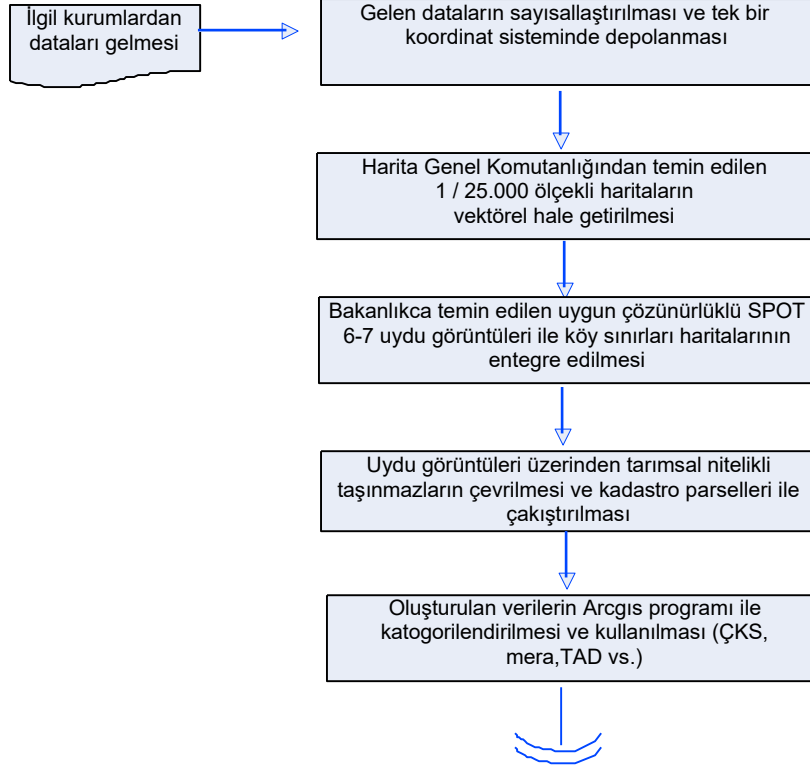 İlgil kurumlardan
dataları gelmesi
Gelen dataların sayısallaştırılması ve tek bir
koordinat sisteminde depolanması
Harita Genel Komutanlığından temin edilen
1 / 25.000 ölçekli haritaların
vektörel hale getirilmesi
Bakanlıkca temin edilen uygun çözünürlüklü SPOT
6-7 uydu görüntüleri ile köy sınırları haritalarının
entegre edilmesi
Uydu görüntüleri üzerinden tarımsal nitelikli
taşınmazların çevrilmesi ve kadastro parselleri ile
çakıştırılması
Oluşturulan verilerin Arcgıs programı ile
katogorilendirilmesi ve kullanılması (ÇKS,
mera,TAD vs.)